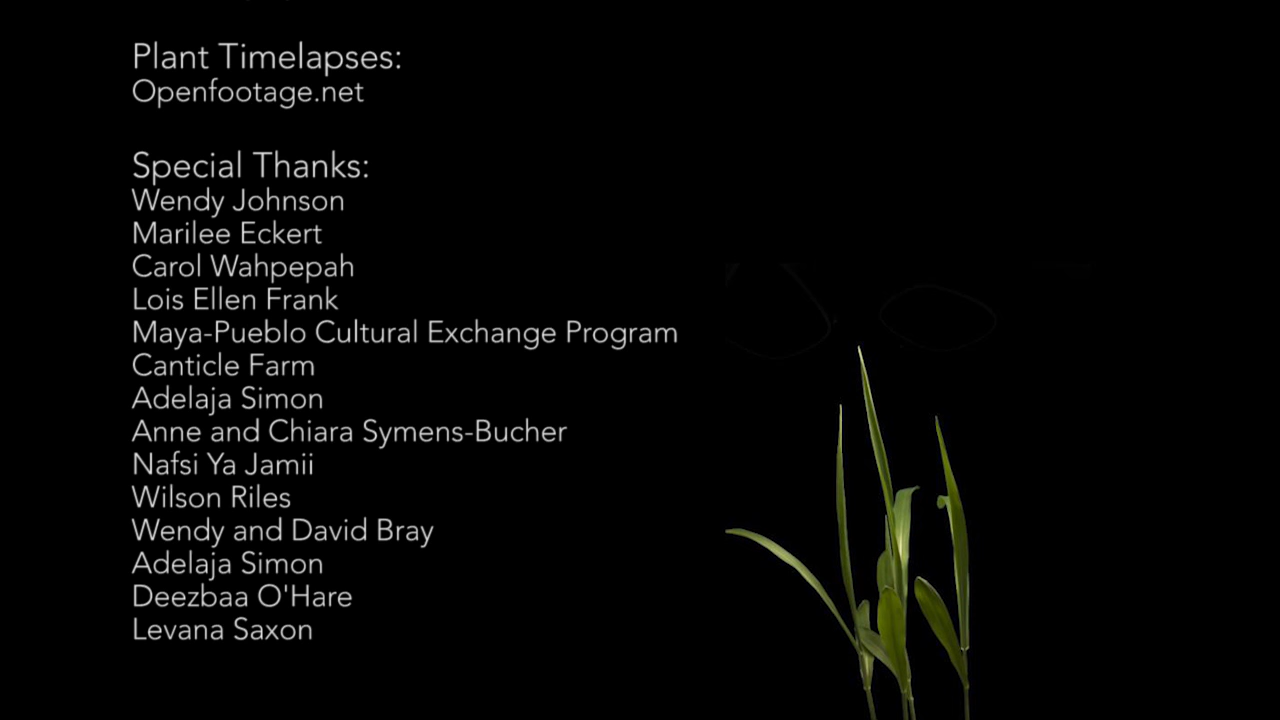 Plant Timelapses:
Openfootage.net
Special Thanks:
Wendy Johnson
Marilee Eckert
Carol Wahpepah
Lois Ellen Frank
Maya-Pueblo Cultural Exchange Program
Canticle Farm
Adelaja Simon
Anne and Chiara Symens-Bucher
Nafsi Ya Jamii
Wilson Riles
Wendy and David Bray
Adelaja Simon
Deezbaa O'Hare
Levana Saxon